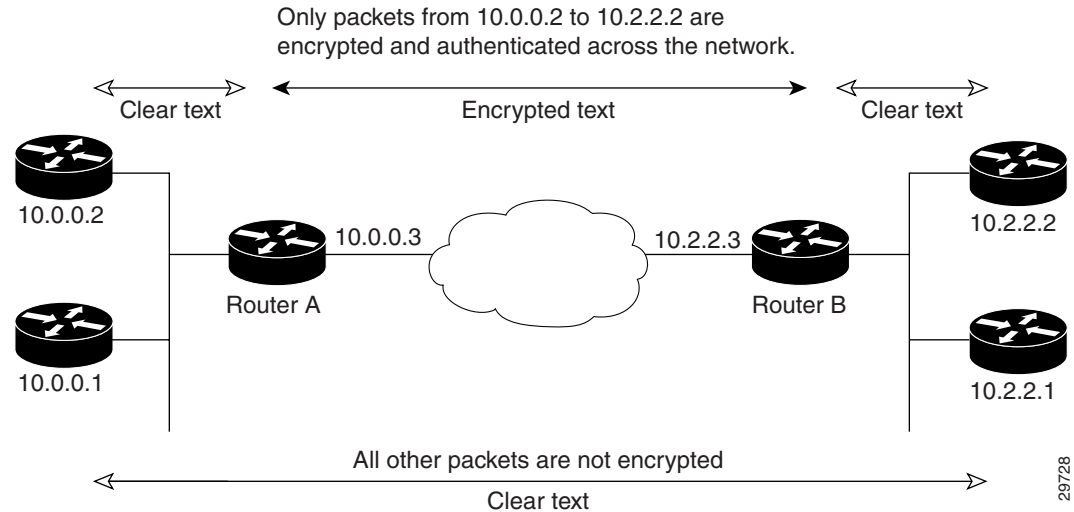 Only packets from 10.0.0.2 to 10.2.2.2 are
encrypted and authenticated across the network.
Clear text
Encrypted text
Clear text
10.0.0.2
10.2.2.2
10.0.0.3
10.2.2.3
Router A
Router B
10.0.0.1
10.2.2.1
All other packets are not encrypted
Clear text
29728